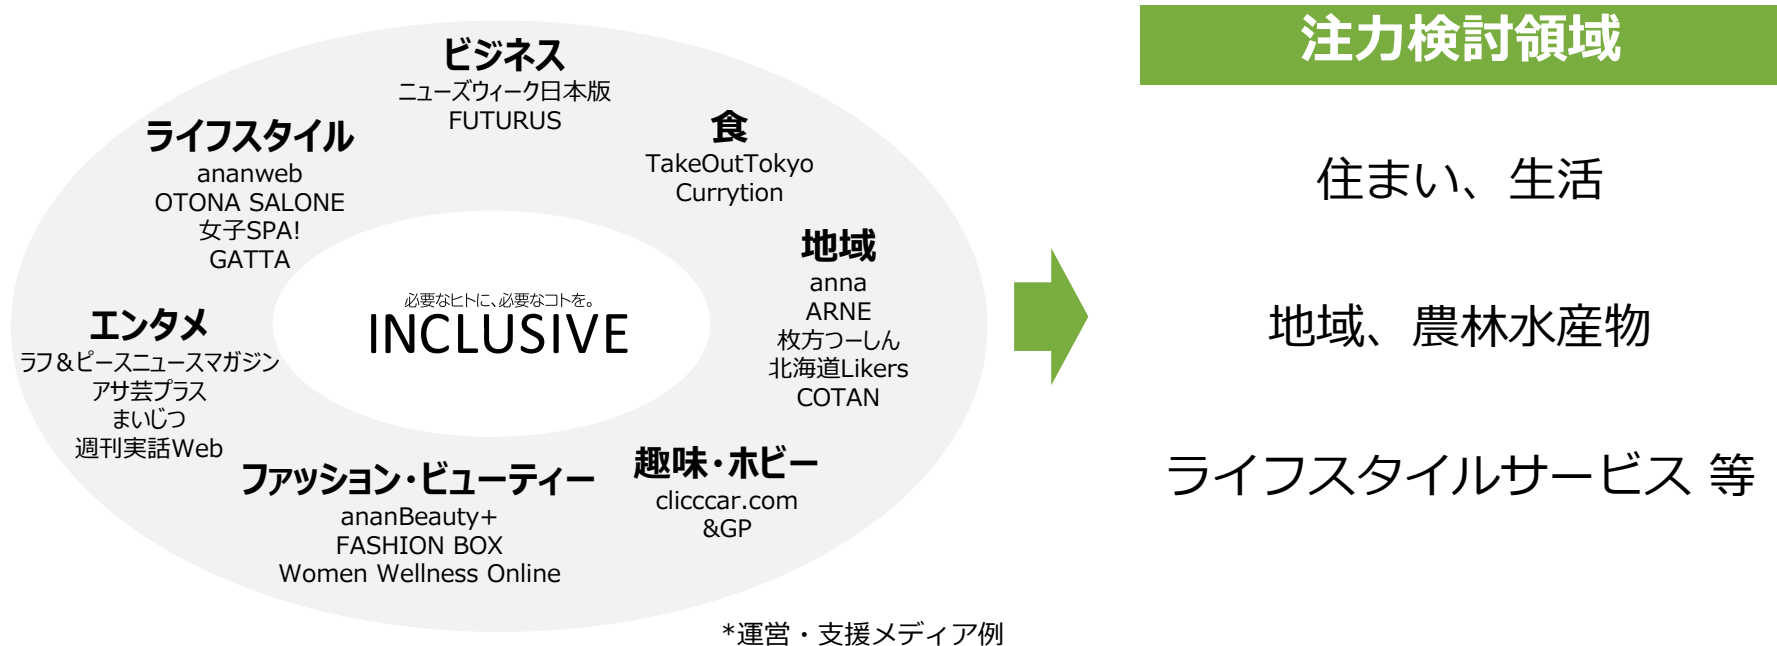 ビジネス
ニューズウィーク日本版
FUTURUS
食
TakeOutTokyo
Currytion
地域
anna
ARNE
枚方つーしん
北海道Likers
COTAN
趣味・ホビー
clicccar.com
&GP
ファッション・ビューティー
ananBeauty+
FASHION BOX
Women Wellness Online
エンタメ
ラフ＆ピースニュースマガジン
アサ芸プラス
まいじつ
週刊実話Web
ライフスタイル
ananweb
OTONA SALONE
女子SPA!
GATTA
必要なヒトに、必要なコトを。
INCLUSIVE
*運営・支援メディア例
注力検討領域
住まい、生活
地域、農林水産物
ライフスタイルサービス 等